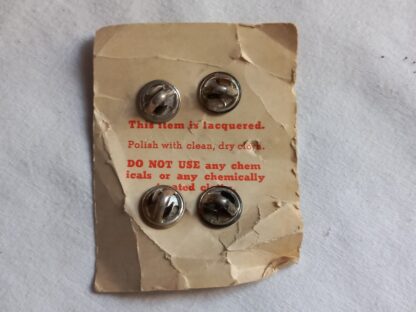 This item is lacquered.
Polish with clean, dry cloth.
DO NOT USE any chem
icals or any chemically